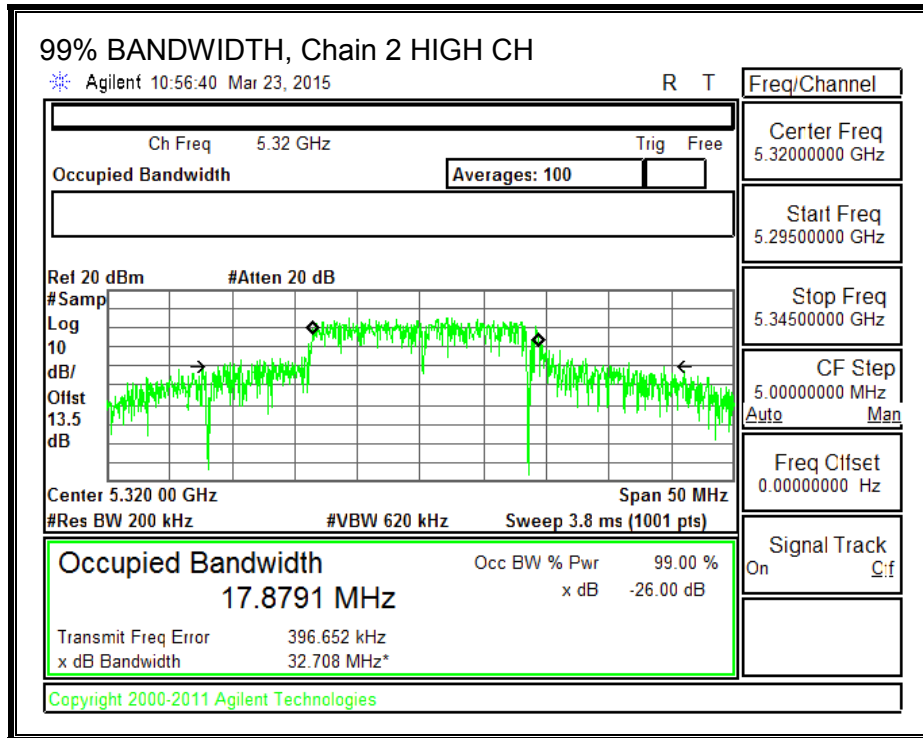 99% BANDWIDTH, Chain 2 HIGH CH
Agilent 10:56:40 Mar 23, 2015 R T
Freq/Channel
Ch Freq 5.32 GHz Trig Free
Occupied Bandwidth Averages: 100
Center Freq
5.32000000 GHz
Start Freq
5.29500000 GHz
Stop Freq
5.34500000 GHz
CF Step
5.00000000 MHz
Auto Man
Freq Offset
0.00000000 Hz
Signal Track
On Off
Ref 20 dBm #Atten 20 dB
#Samp
Log
10
dB/
Offst
13.5
dB
Center 5.320 00 GHz Span 50 MHz
#Res BW 200 kHz #VBW 620 kHz Sweep 3.8 ms (1001 pts)
Occupied Bandwidth Occ BW % Pwr 99.00 %
17.8791 MHz x dB -26.00 dB
Transmit Freq Error 396.652 kHz
x dB Bandwidth 32.708 MHz*
Copyright 2000-2011 Agilent Technologies